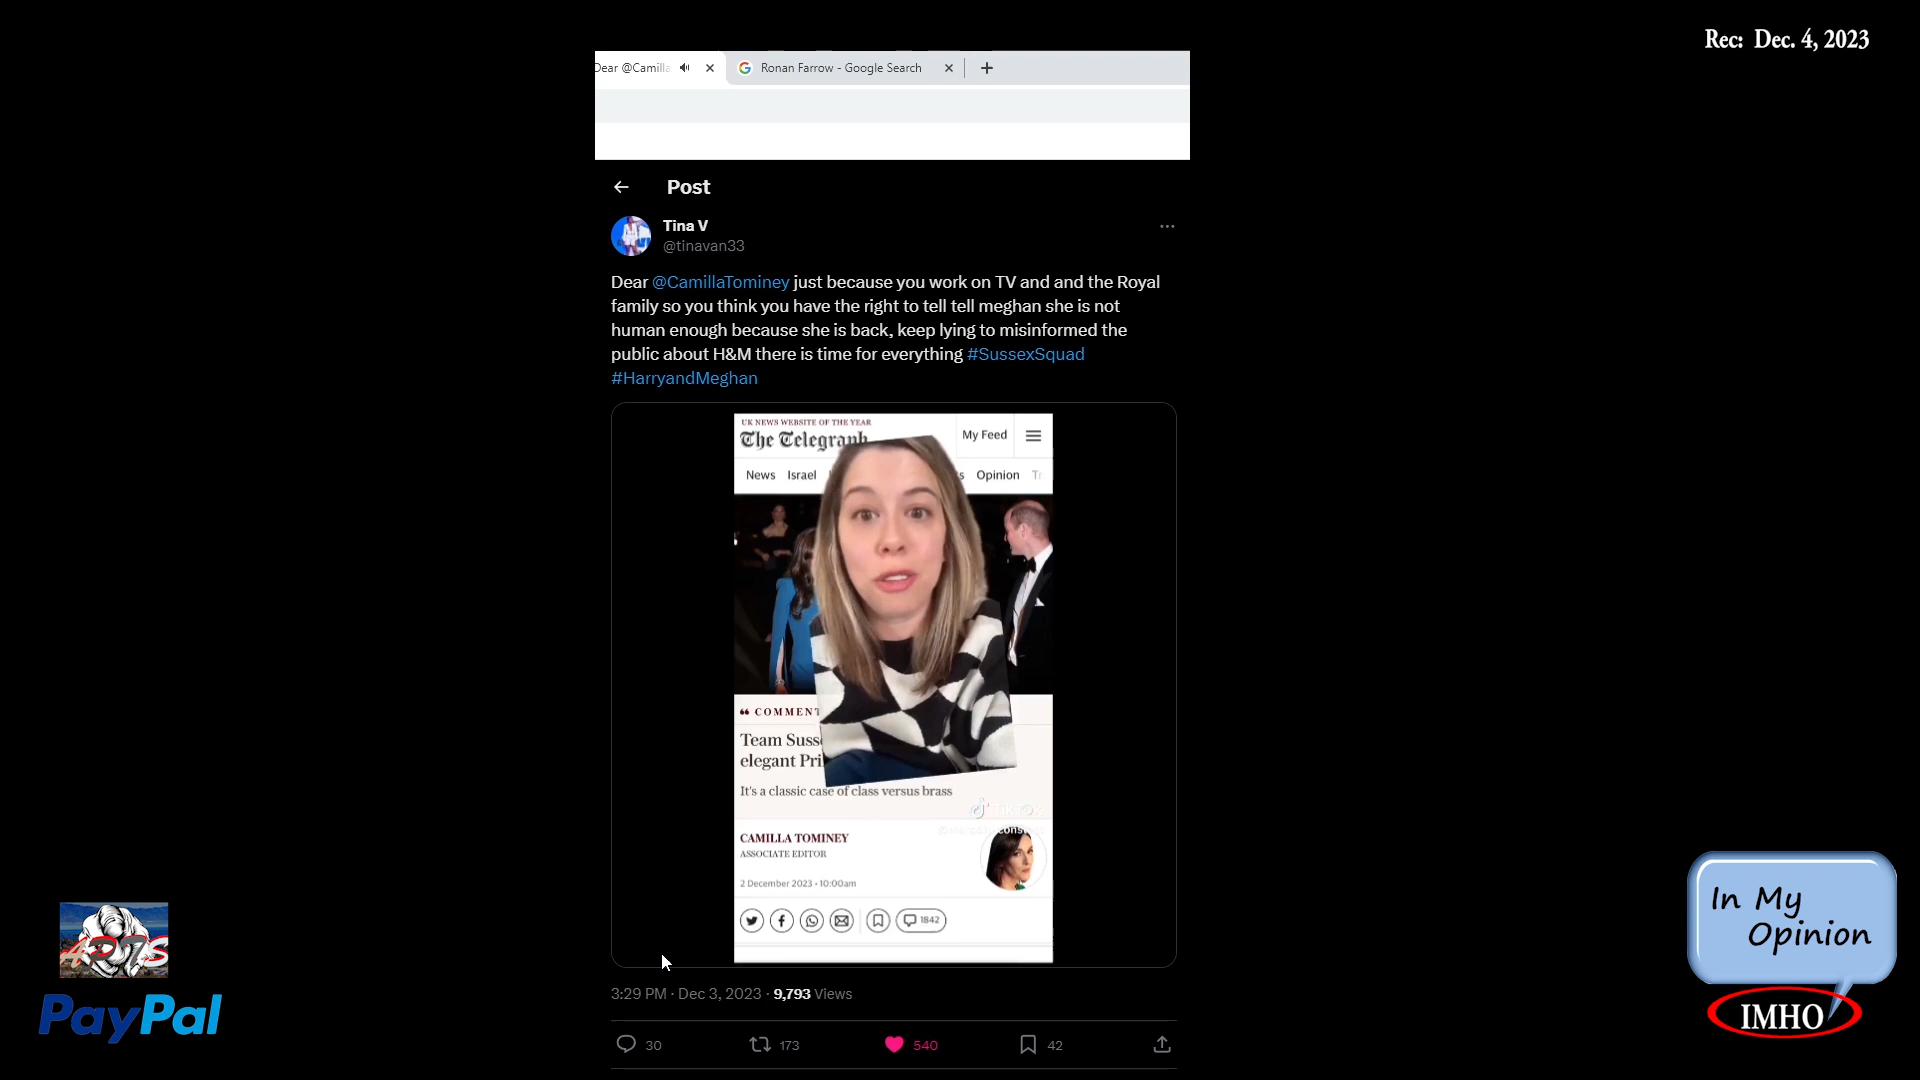 Rec: Dec. 4, 2023
Dear @Camilla
Ronan Farrow - Google Search
Post
Tina V
@tinavan33
Dear @CamillaTominey just because you work on TV and and the Royal
family so you think you have the right to tell tell meghan she is not
human enough because she is back, keep lying to misinformed the
public about H&M there is time for everything #SussexSquad
#HarryandMeghan
UK NEWS WEBSITE OF THE YEAR
The Telegraph
My Feed
News Israel Opinion
COMMENT
Team
elegant
It's a classic case of class versus brass
TikTok
CAMILLA TOMINEY
ASSOCIATE EDITOR
2 December 2023 • 10:00am
1842
3:29 PM · Dec 3, 2023 · 9,793 Views
30 173 540 42
PayPal
In My
Opinion
IMHO